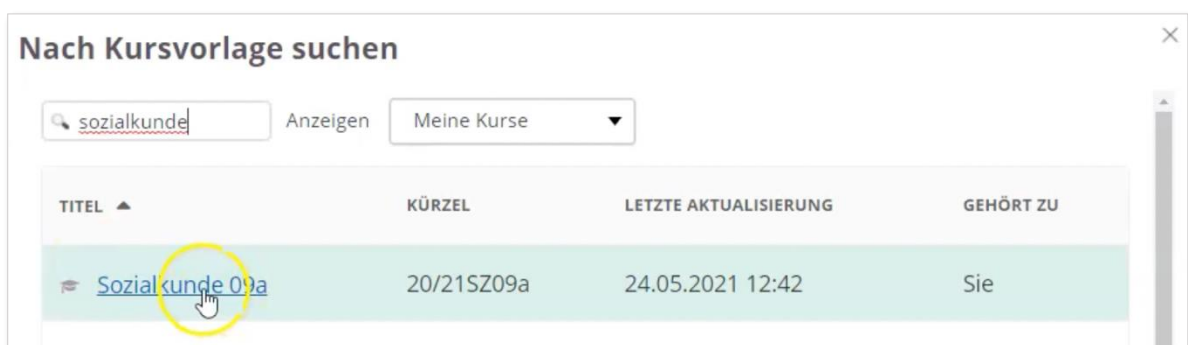 Nach Kursvorlage suchen
sozialkunde Anzeigen Meine Kurse
TITEL KÜRZEL LETZTE AKTUALISIERUNG GEHÖRT ZU
Sozialkunde 09a 20/21SZ09a 24.05.2021 12:42 Sie